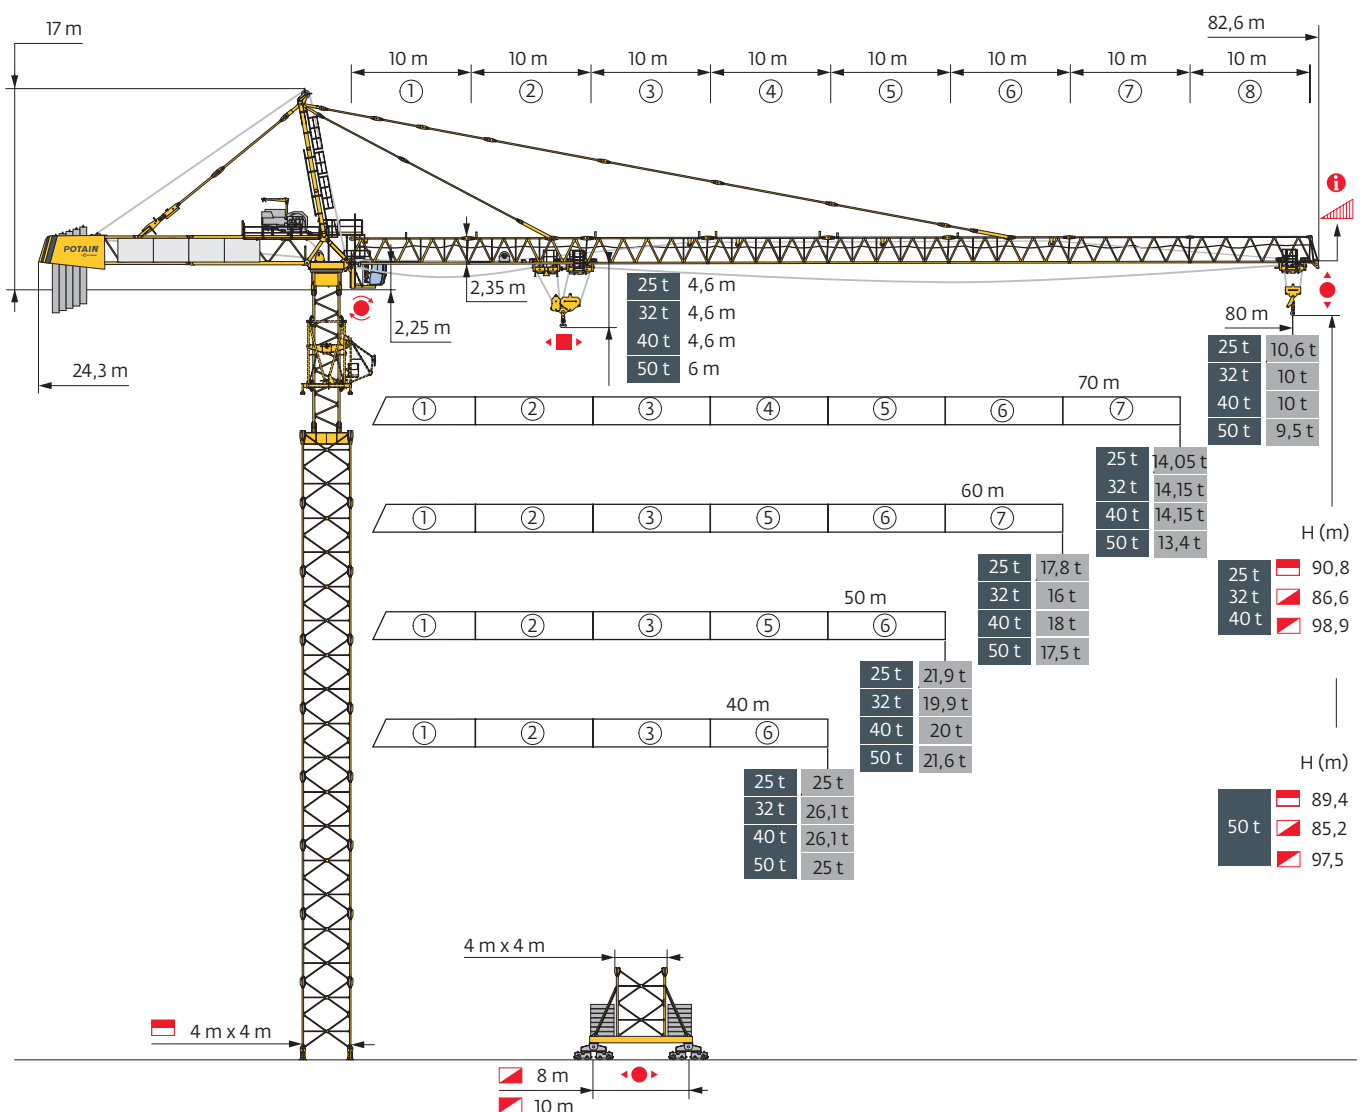 17 m
82,6 m
10 m 10 m 10 m 10 m 10 m 10 m 10 m 10 m
① ② ③ ④ ⑤ ⑥ ⑦ ⑧
POTAIN
2,35 m
2,25 m
24,3 m
25 t 4,6 m
32 t 4,6 m
40 t 4,6 m
50 t 6 m
80 m
25 t 10,6 t
32 t 10 t
40 t 10 t
50 t 9,5 t
70 m
① ② ③ ④ ⑤ ⑥ ⑦
25 t 14,05 t
32 t 14,15 t
40 t 14,15 t
50 t 13,4 t
60 m
① ② ③ ⑤ ⑥ ⑦
25 t 17,8 t
32 t 16 t
40 t 18 t
50 t 17,5 t
50 m
① ② ③ ⑤ ⑥
25 t 21,9 t
32 t 19,9 t
40 t 20 t
50 t 21,6 t
40 m
① ② ③ ⑥
25 t 25 t
32 t 26,1 t
40 t 26,1 t
50 t 25 t
H (m)
25 t 90,8
32 t 86,6
40 t 98,9
H (m)
89,4
50 t 85,2
97,5
4 m x 4 m
4 m x 4 m
8 m
10 m